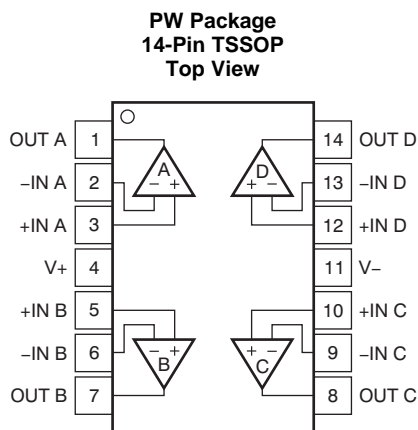 PW Package
14-Pin TSSOP
Top View
OUT A 1 14 OUT D
−IN A 2 A D 13 −IN D
− + + −
+IN A 3 12 +IN D
V+ 4 11 V−
+IN B 5 10 +IN C
− + + −
−IN B 6 B C 9 −IN C
OUT B 7 8 OUT C